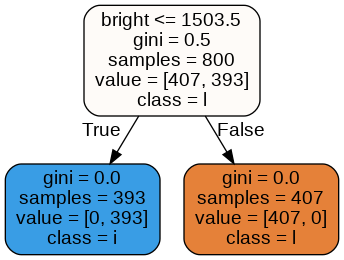 bright <= 1503.5
gini = 0.5
samples = 800
value = [407, 393]
class = l
True
False
gini = 0.0
samples = 393
value = [0, 393]
class = i
gini = 0.0
samples = 407
value = [407, 0]
class = l